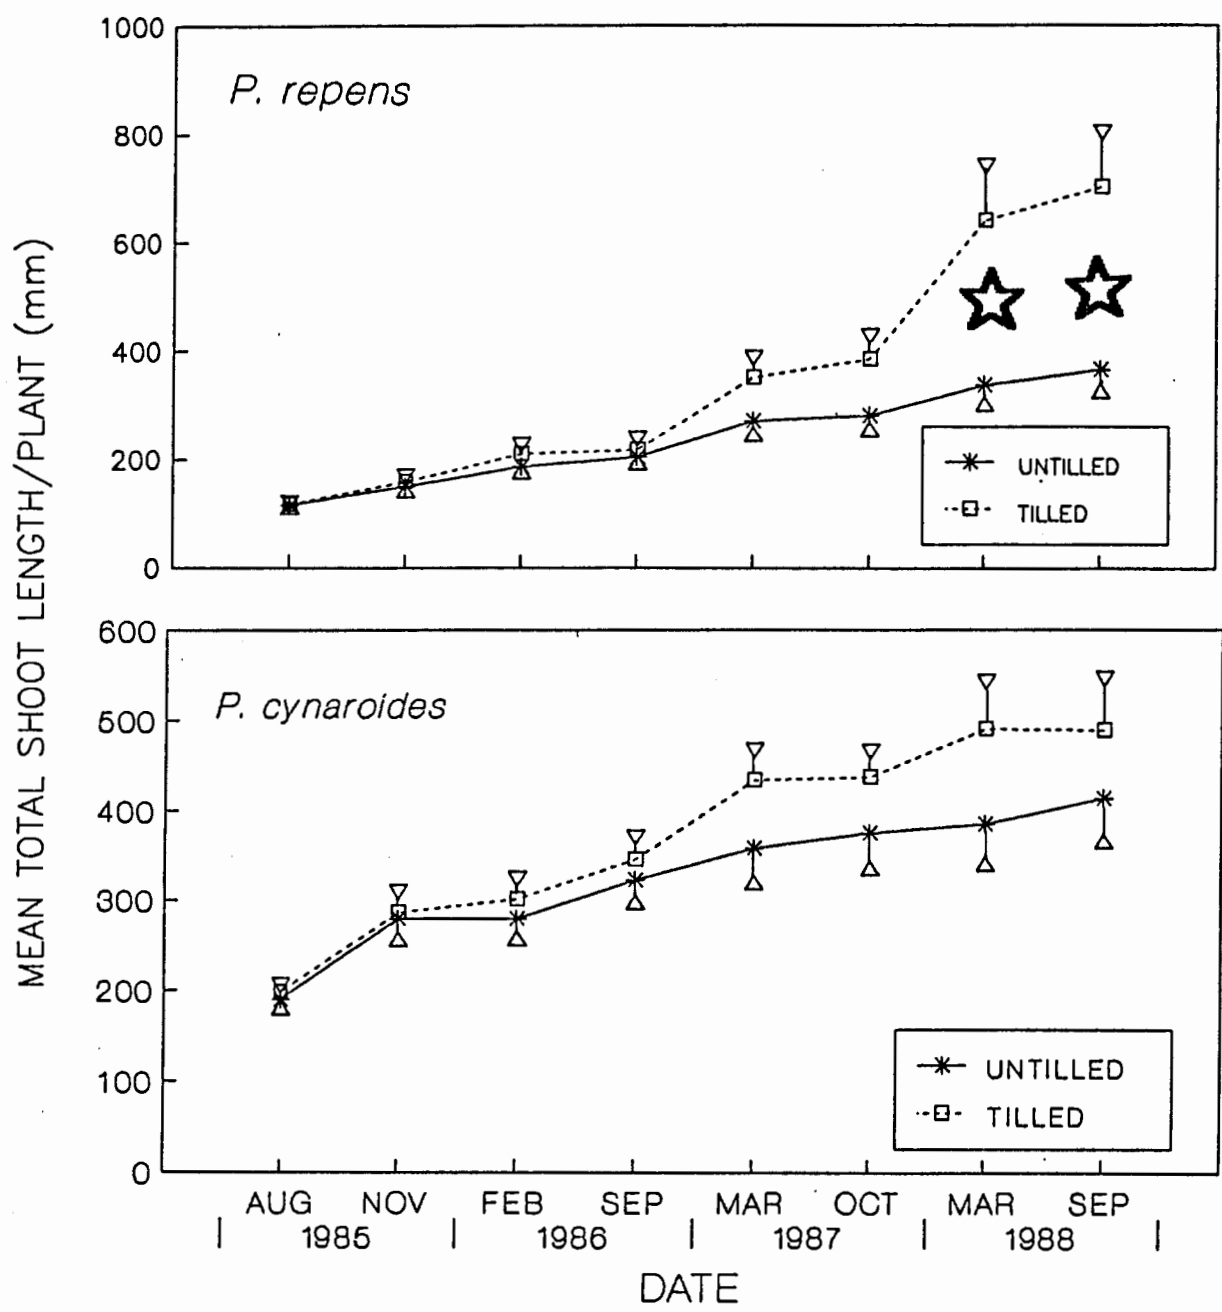 MEAN TOTAL SHOOT LENGTH/PLANT (mm)
1000
800
600
400
200
0
P. repens
UNTILLED
TILLED
600
500
400
300
200
100
0
P. cynaroides
UNTILLED
TILLED
AUG NOV FEB SEP MAR OCT MAR SEP
| 1985 | 1986 | 1987 | 1988 |
DATE